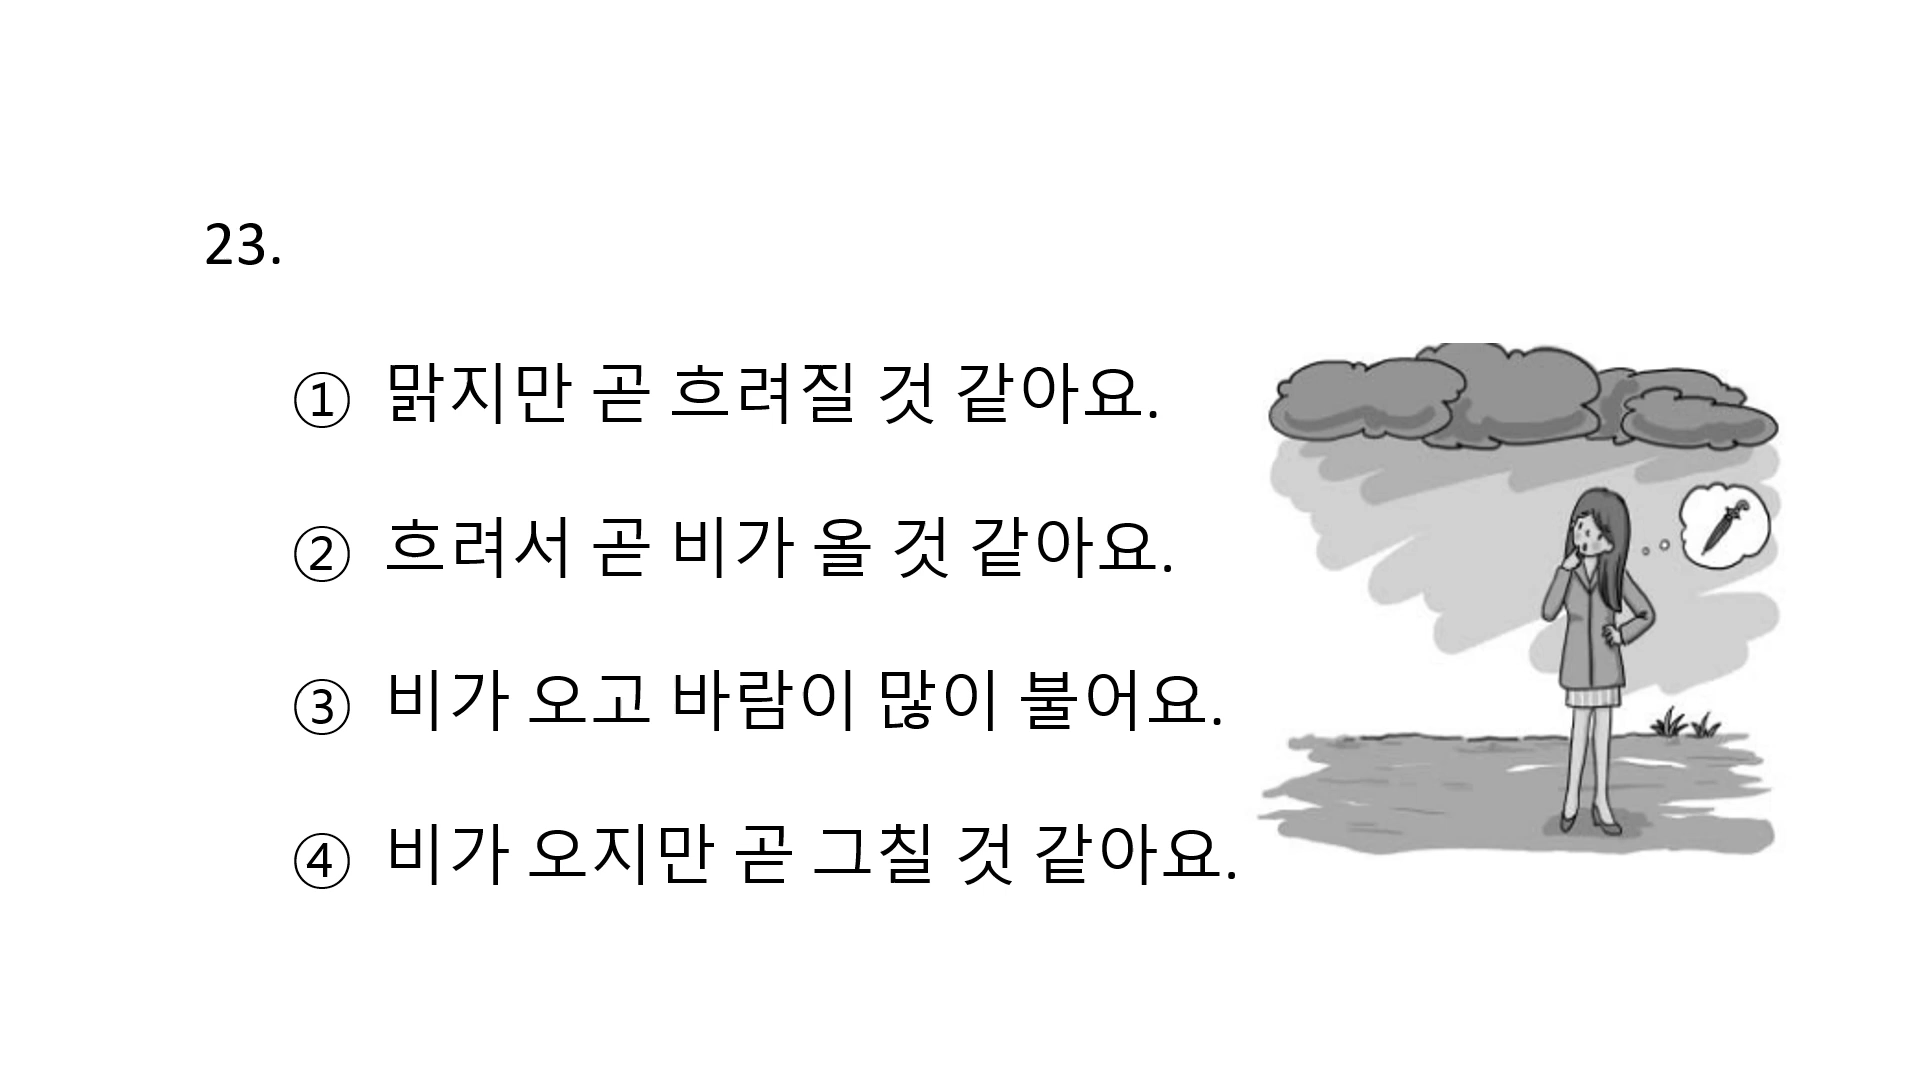 23.
① 맑지만 곧 흐려질 것 같아요.
② 흐려서 곧 비가 올 것 같아요.
③ 비가 오고 바람이 많이 불어요.
④ 비가 오지만 곧 그칠 것 같아요.